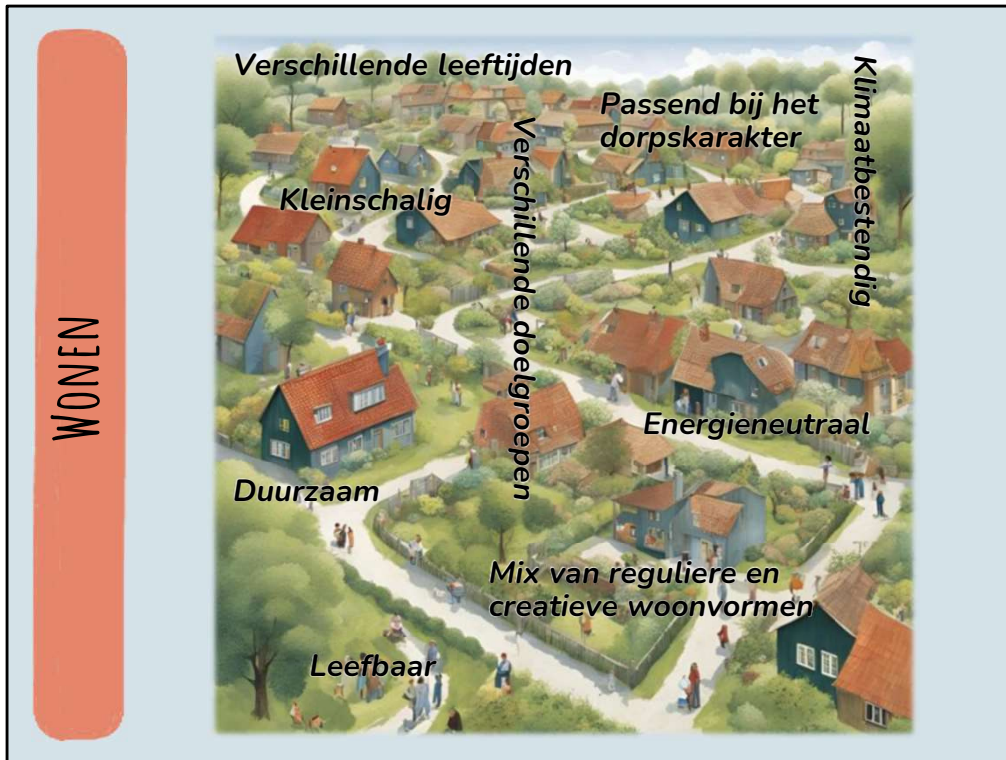 WONEN
Verschillende leeftijden
Passend bij het
dorpskarakter
Klimaatbestendig
Kleinschalig
Verschillende doelgroepen
Energieneutraal
Duurzaam
Mix van reguliere en
creatieve woonvormen
Leefbaar